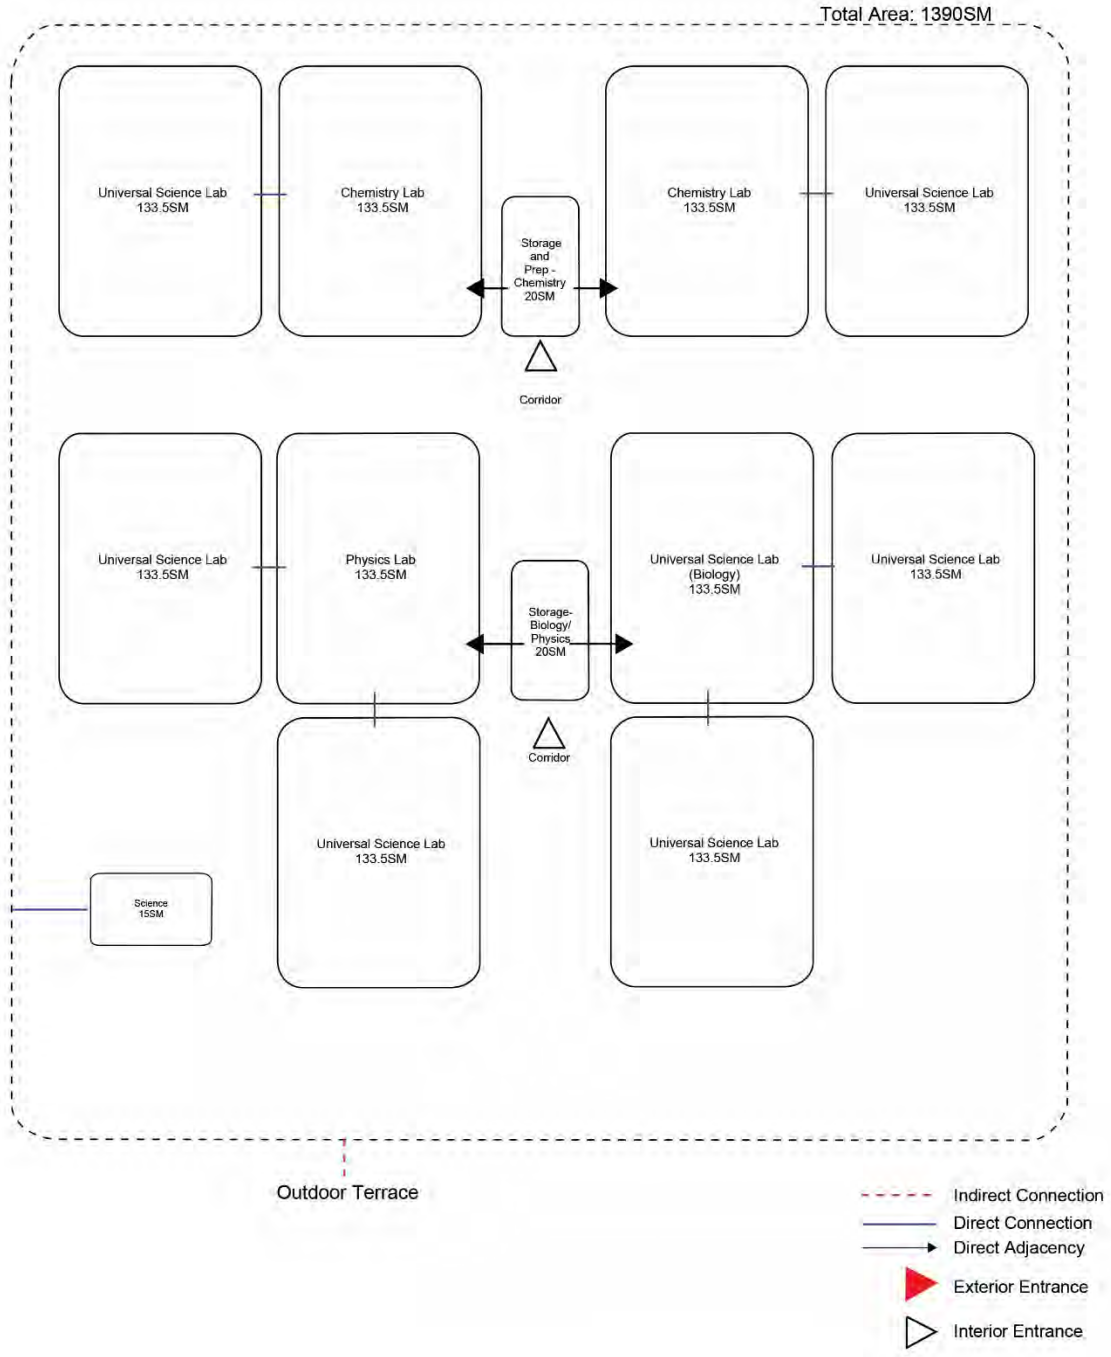 Total Area: 1390SM
Universal Science Lab
133.5SM
Chemistry Lab
133.5SM
Storage
and
Prep -
Chemistry
20SM
Chemistry Lab
133.5SM
Universal Science Lab
133.5SM
Corridor
Universal Science Lab
133.5SM
Physics Lab
133.5SM
Storage-
Biology/
Physics
20SM
Universal Science Lab
(Biology)
133.5SM
Universal Science Lab
133.5SM
Corridor
Universal Science Lab
133.5SM
Universal Science Lab
133.5SM
Science
15SM
Outdoor Terrace
Indirect Connection
Direct Connection
Direct Adjacency
Exterior Entrance
Interior Entrance